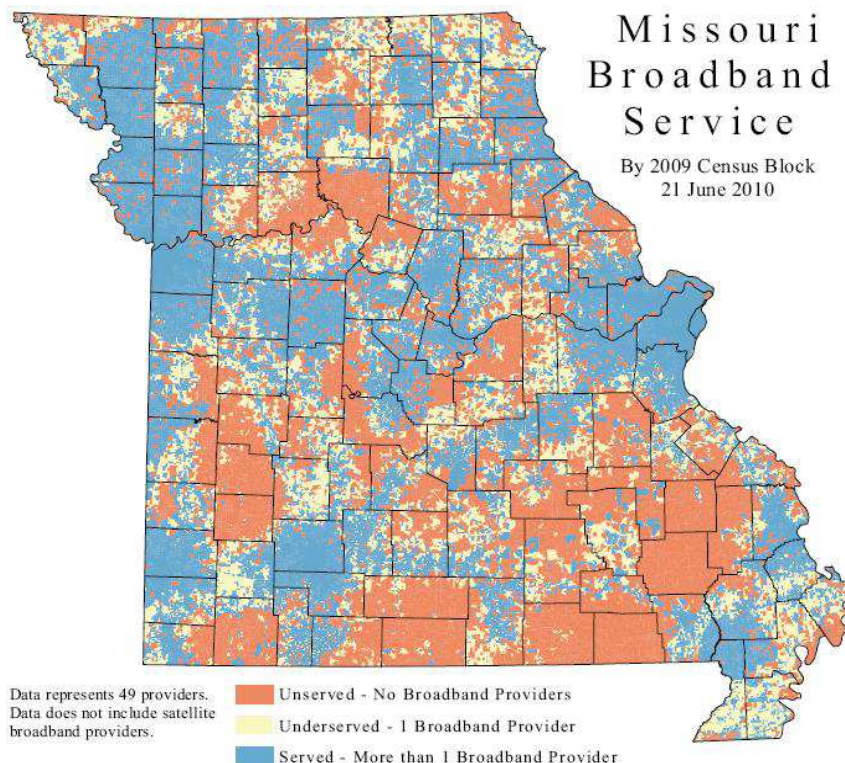 Missouri
Broadband
Service
By 2009 Census Block
21 June 2010
Data represents 49 providers.
Data does not include satellite
broadband providers.
Unserved - No Broadband Providers
Underserved - 1 Broadband Provider
Served - More than 1 Broadband Provider